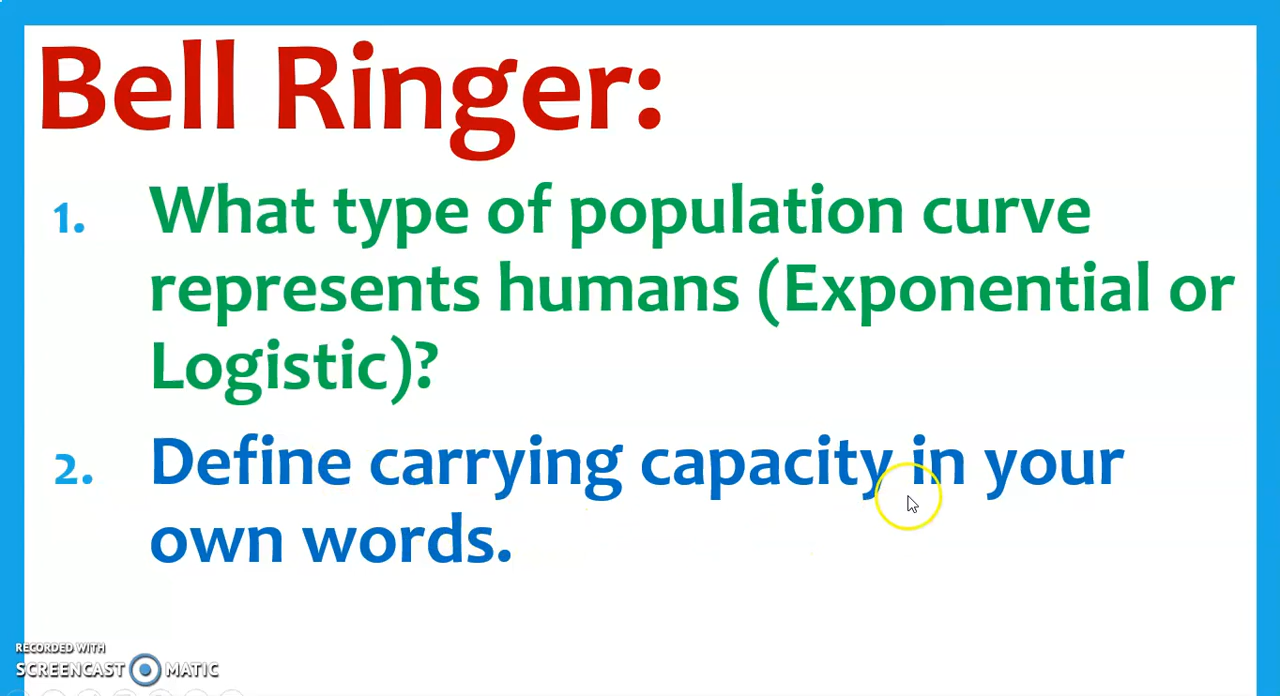 Bell Ringer:
1. What type of population curve
represents humans (Exponential or
Logistic)?
2. Define carrying capacity in your
own words.
RECORDED WITH
SCREENCAST MATIC